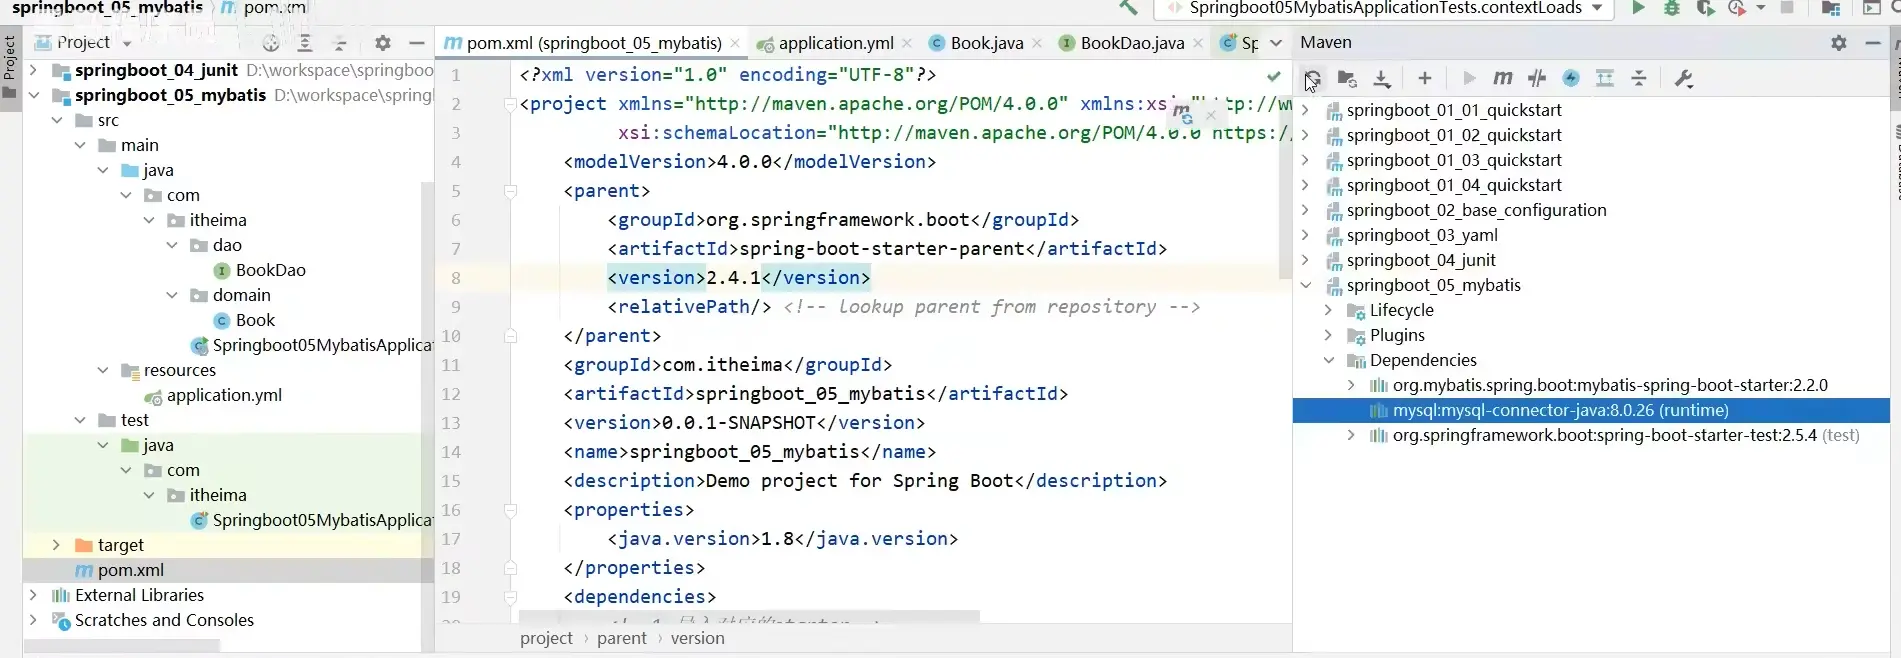 springboot_05_mybatis pom.xml
Springboot05MybatisApplicationTests.contextLoads
Project
Project
springboot_04_junit D:\workspace\springboo
springboot_05_mybatis D:\workspace\spring
src
main
java
com
itheima
dao
BookDao
domain
Book
Springboot05MybatisApplica
resources
application.yml
test
java
com
itheima
Springboot05MybatisApplica
target
pom.xml
External Libraries
Scratches and Consoles
pom.xml (springboot_05_mybatis)
application.yml
Book.java
BookDao.java
Sp
1 <?xml version="1.0" encoding="UTF-8"?>
2 <project xmlns="http://maven.apache.org/POM/4.0.0" xmlns:xsi="http://ww
3 xsi:schemaLocation="http://maven.apache.org/POM/4.0.0 https:/
4 <modelVersion>4.0.0</modelVersion>
5 <parent>
6 <groupId>org.springframework.boot</groupId>
7 <artifactId>spring-boot-starter-parent</artifactId>
8 <version>2.4.1</version>
9 <relativePath/> <!-- lookup parent from repository -->
10 </parent>
11 <groupId>com.itheima</groupId>
12 <artifactId>springboot_05_mybatis</artifactId>
13 <version>0.0.1-SNAPSHOT</version>
14 <name>springboot_05_mybatis</name>
15 <description>Demo project for Spring Boot</description>
16 <properties>
17 <java.version>1.8</java.version>
18 </properties>
19 <dependencies>
project › parent › version
Maven
springboot_01_01_quickstart
springboot_01_02_quickstart
springboot_01_03_quickstart
springboot_01_04_quickstart
springboot_02_base_configuration
springboot_03_yaml
springboot_04_junit
springboot_05_mybatis
Lifecycle
Plugins
Dependencies
org.mybatis.spring.boot:mybatis-spring-boot-starter:2.2.0
mysql:mysql-connector-java:8.0.26 (runtime)
org.springframework.boot:spring-boot-starter-test:2.5.4 (test)